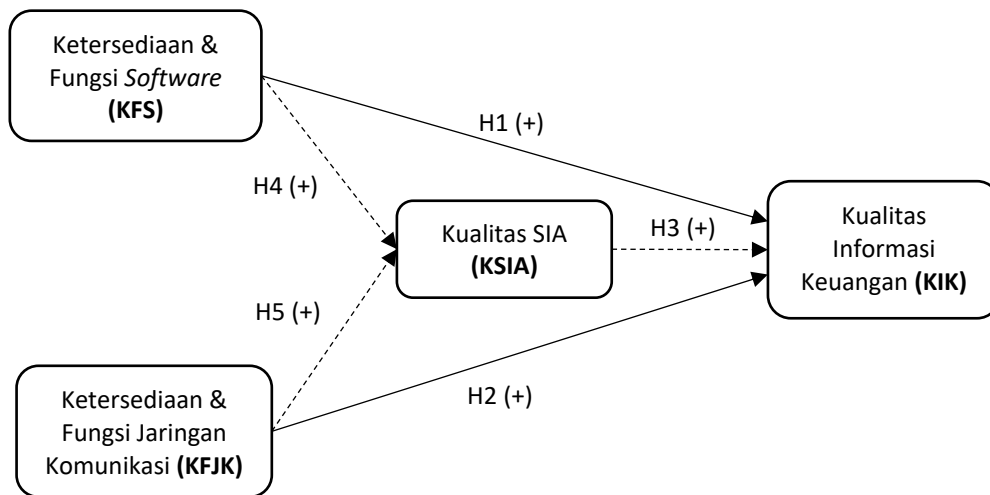 Ketersediaan &
Fungsi Software
(KFS)
H1 (+)
H4 (+)
Kualitas SIA
(KSIA)
H3 (+)
Kualitas
Informasi
Keuangan (KIK)
H5 (+)
H2 (+)
Ketersediaan &
Fungsi Jaringan
Komunikasi (KFJK)